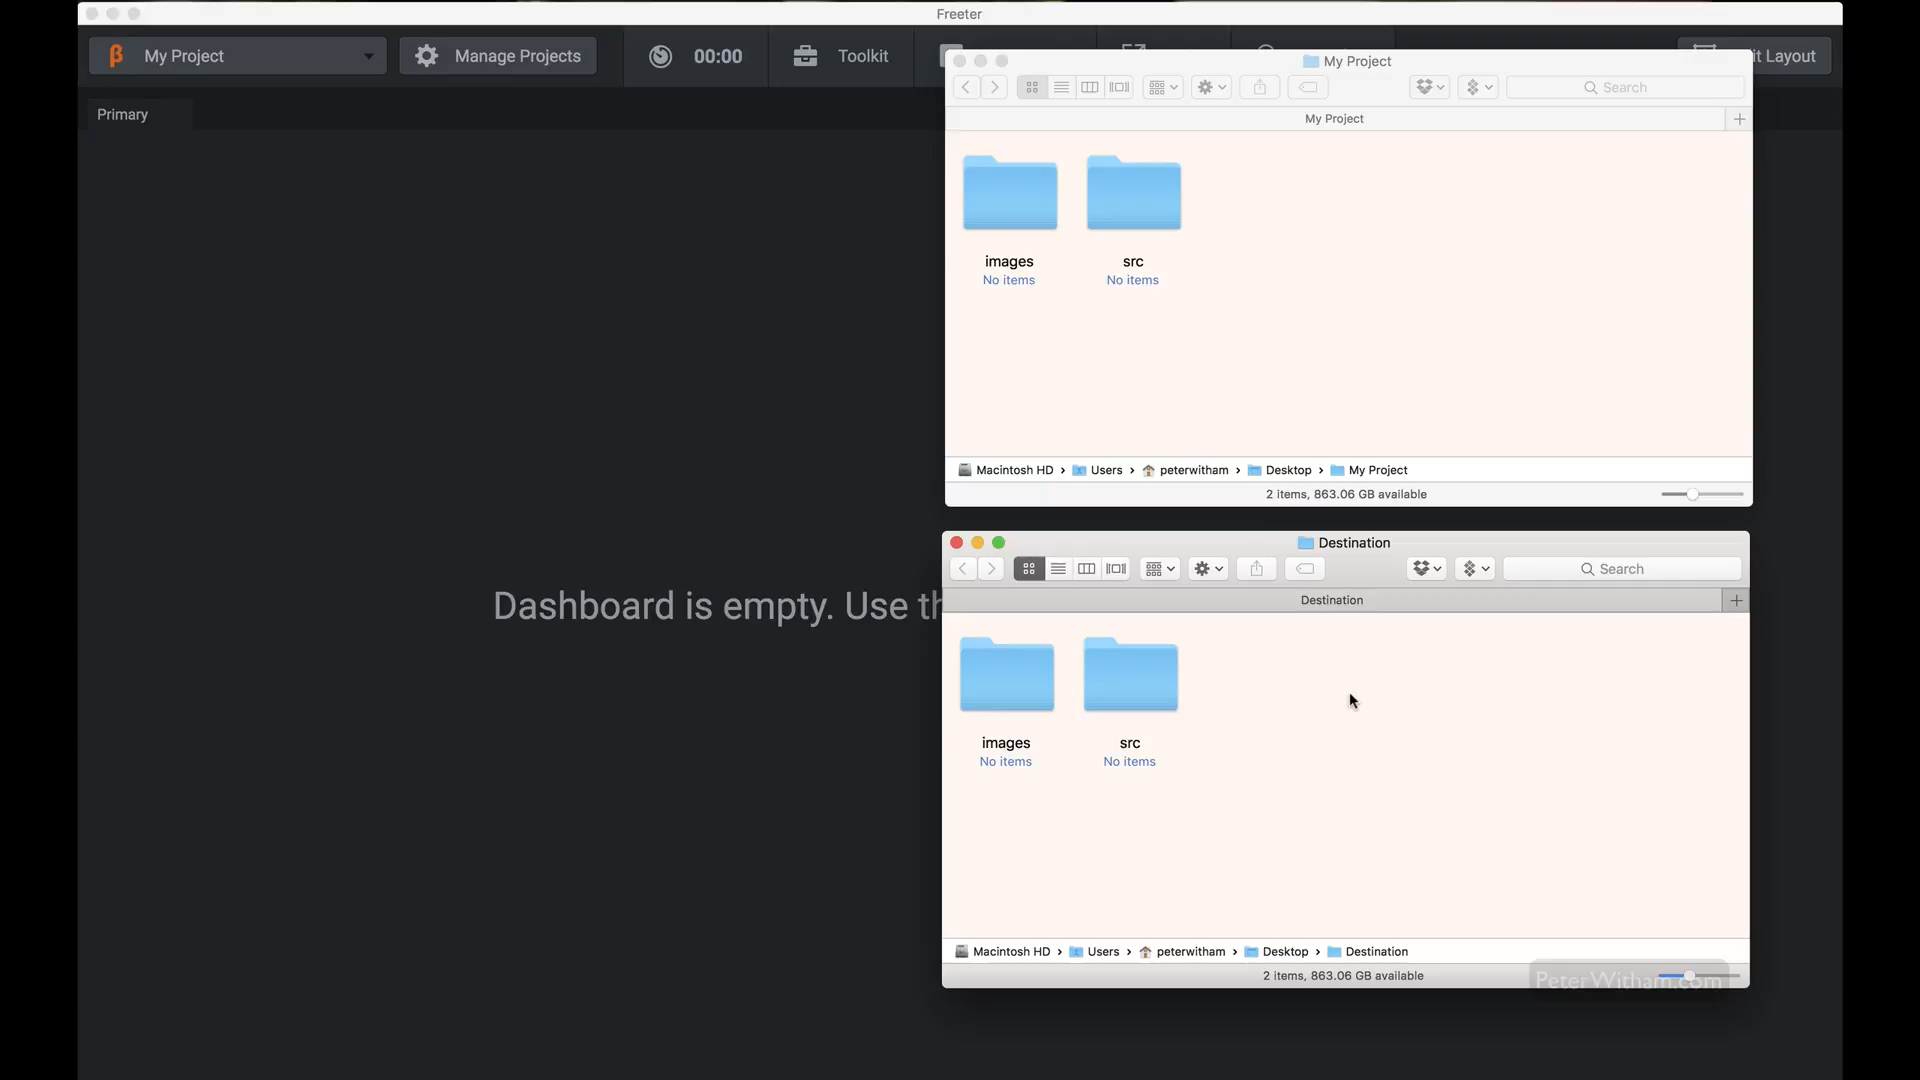 Freeter
β My Project
Manage Projects
00:00
Toolkit
t Layout
Primary
Dashboard is empty. Use th
My Project
Search
My Project
images
No items
src
No items
Macintosh HD › Users › peterwitham › Desktop › My Project
2 items, 863.06 GB available
Destination
Search
Destination
images
No items
src
No items
Macintosh HD › Users › peterwitham › Desktop › Destination
2 items, 863.06 GB available
PeterWitham.com